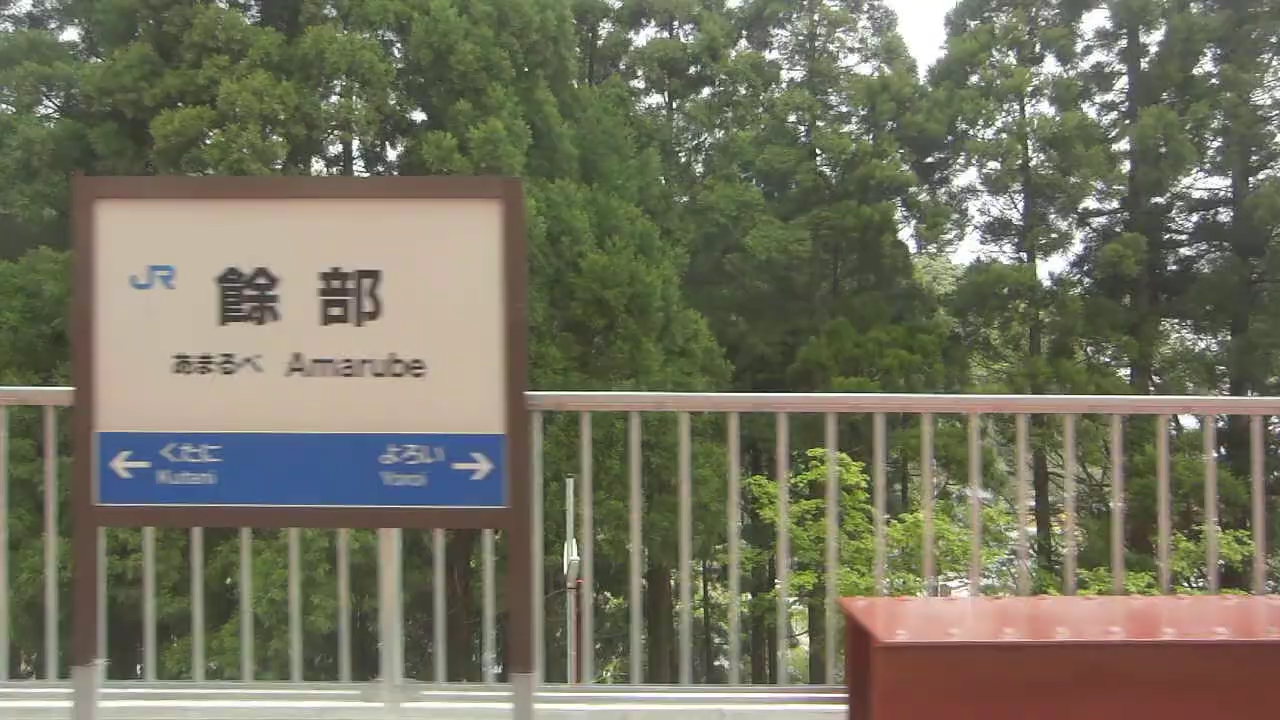 JR 餘部
あまるべ Amarube
← くたに よろい →
Kutani Yoroi